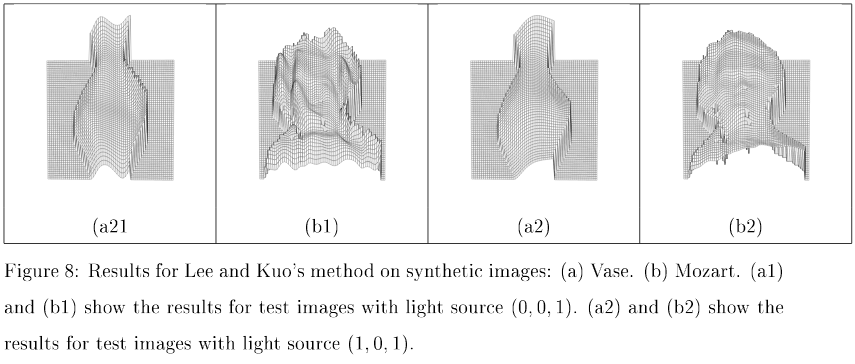 (a21
(b1)
(a2)
(b2)
Figure 8: Results for Lee and Kuo's method on synthetic images: (a) Vase. (b) Mozart. (a1)
and (b1) show the results for test images with light source (0, 0, 1). (a2) and (b2) show the
results for test images with light source (1, 0, 1).